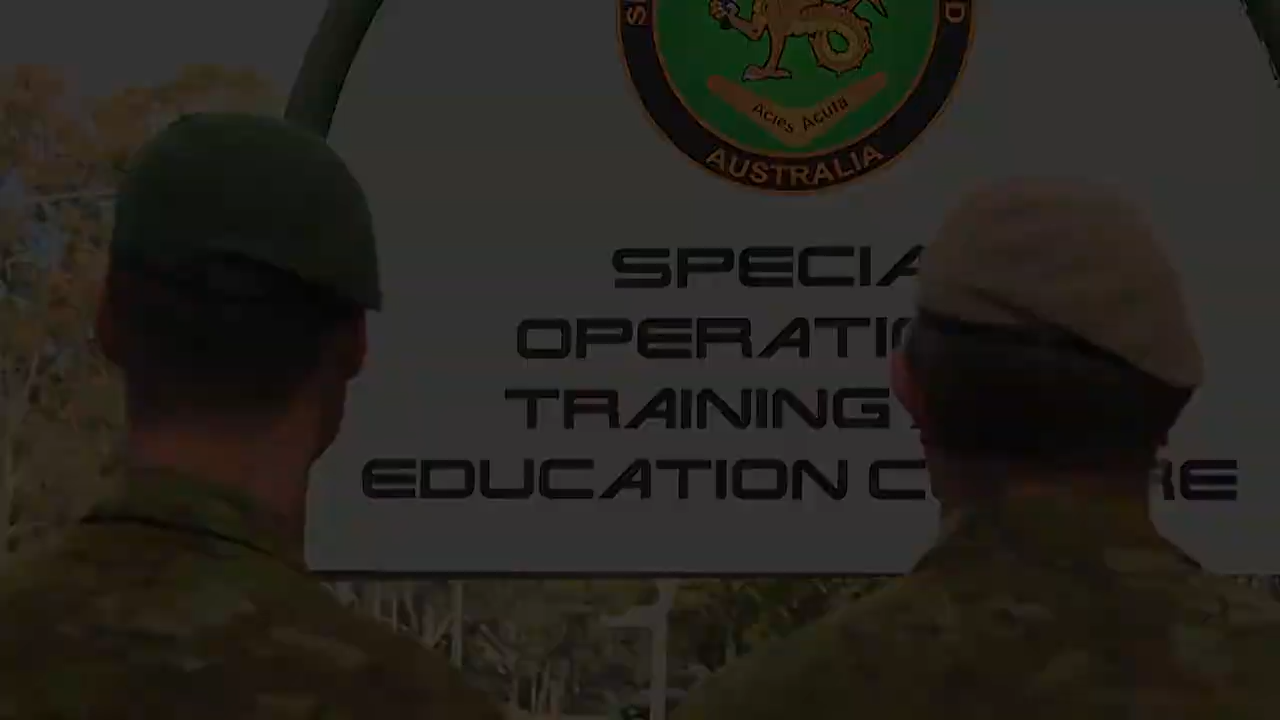 Acies Acuta
AUSTRALIA
SPECIA
OPERATIO
TRAINING
EDUCATION C RE